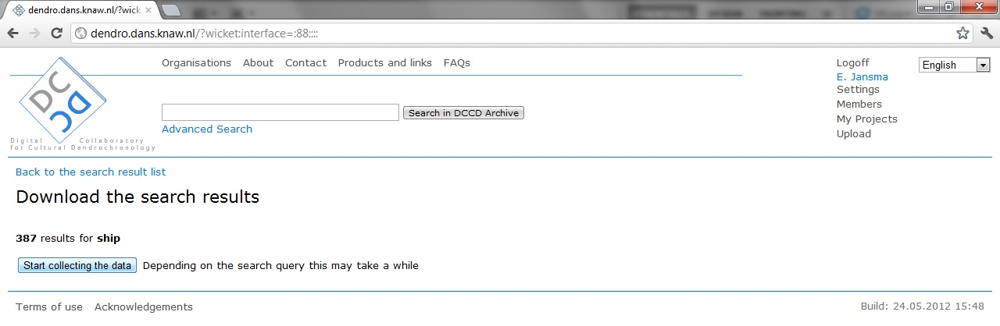 dendro.dans.knaw.nl/?wick
dendro.dans.knaw.nl/?wicket:interface=:88::::
Organisations About Contact Products and links FAQs
Logoff
English
E. Jansma
Settings
Members
My Projects
Upload
DC
CD
Digital Collaboratory
for Cultural Dendrochronology
Search in DCCD Archive
Advanced Search
Back to the search result list
Download the search results
387 results for ship
Start collecting the data Depending on the search query this may take a while
Terms of use Acknowledgements
Build: 24.05.2012 15:48